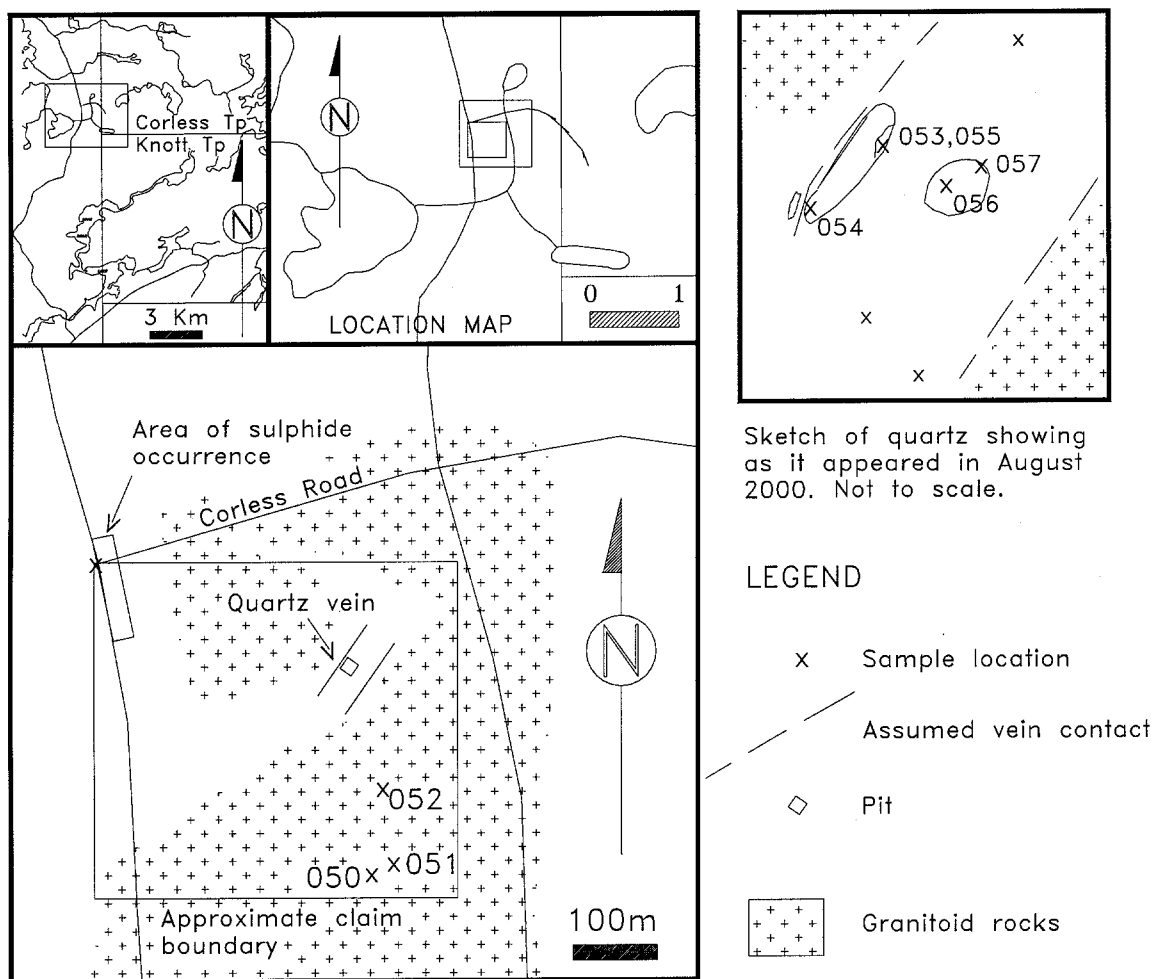 Corless Tp
Knott Tp
N
3 Km
N
LOCATION MAP
0 1
053,055
057
056
054
Sketch of quartz showing
as it appeared in August
2000. Not to scale.
LEGEND
x Sample location
Assumed vein contact
Pit
Granitoid rocks
Area of sulphide
occurrence
Corless Road
Quartz vein
N
052
051
050
Approximate claim
boundary
100m